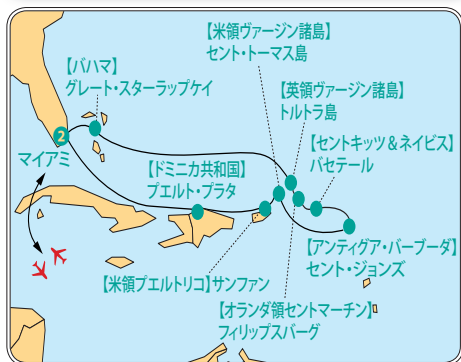 【米領ヴァージン諸島】
セント・トーマス島
【バハマ】
グレート・スターラップケイ
【英領ヴァージン諸島】
トルトラ島
2
マイアミ
【セントキッツ&ネイビス】
バセテール
【ドミニカ共和国】
プエルト・プラタ
【アンティグア・バーブーダ】
セント・ジョンズ
【米領プエルトリコ】サンファン
【オランダ領セントマーチン】
フィリップスバーグ